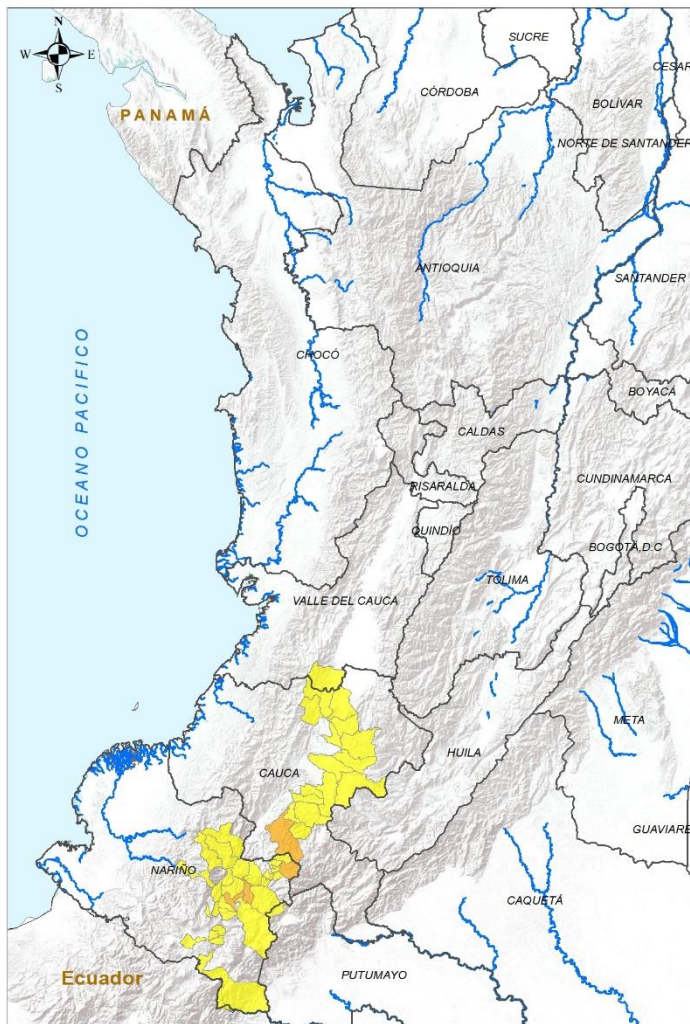 N
W E
S
SUCRE
CESAR
CÓRDOBA
BOLÍVAR
PANAMÁ
NORTE DE SANTANDER
ANTIOQUIA
SANTANDER
OCEANO PACIFICO
CHOCÓ
BOYACÁ
CALDAS
CUNDINAMARCA
RISARALDA
QUINDÍO
BOGOTÁ, D.C
TOLIMA
VALLE DEL CAUCA
META
HUILA
CAUCA
GUAVIARE
NARIÑO
CAQUETÁ
Ecuador
PUTUMAYO